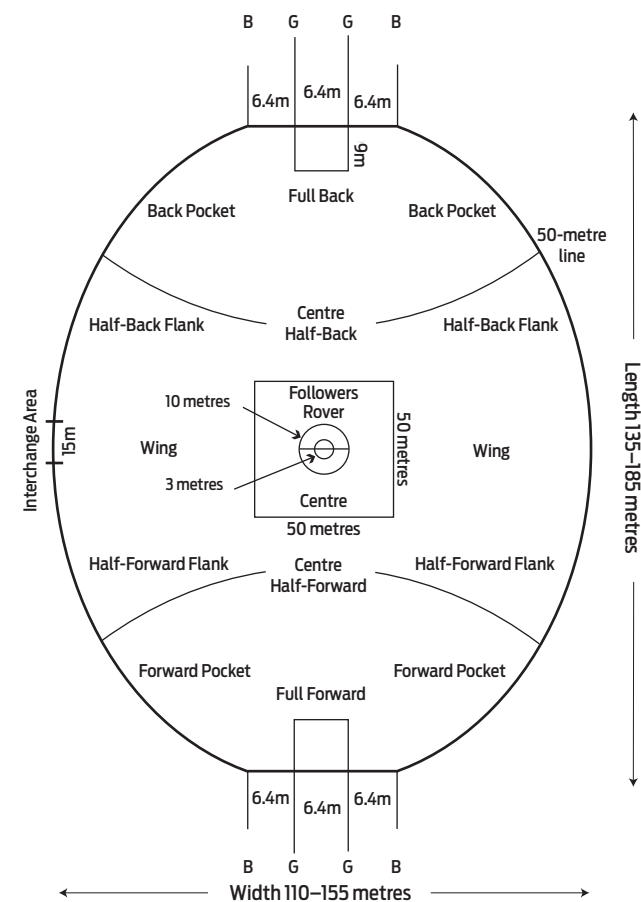 B G G B
6.4m 6.4m 6.4m
9m
Full Back
Back Pocket
Back Pocket
50-metre
line
Centre
Half-Back
Half-Back Flank
Half-Back Flank
Followers
Rover
10 metres
50 metres
Interchange Area
15m
Wing
Wing
3 metres
Centre
50 metres
Length 135–185 metres
Half-Forward Flank
Centre
Half-Forward
Half-Forward Flank
Forward Pocket
Forward Pocket
Full Forward
6.4m 6.4m 6.4m
B G G B
Width 110–155 metres